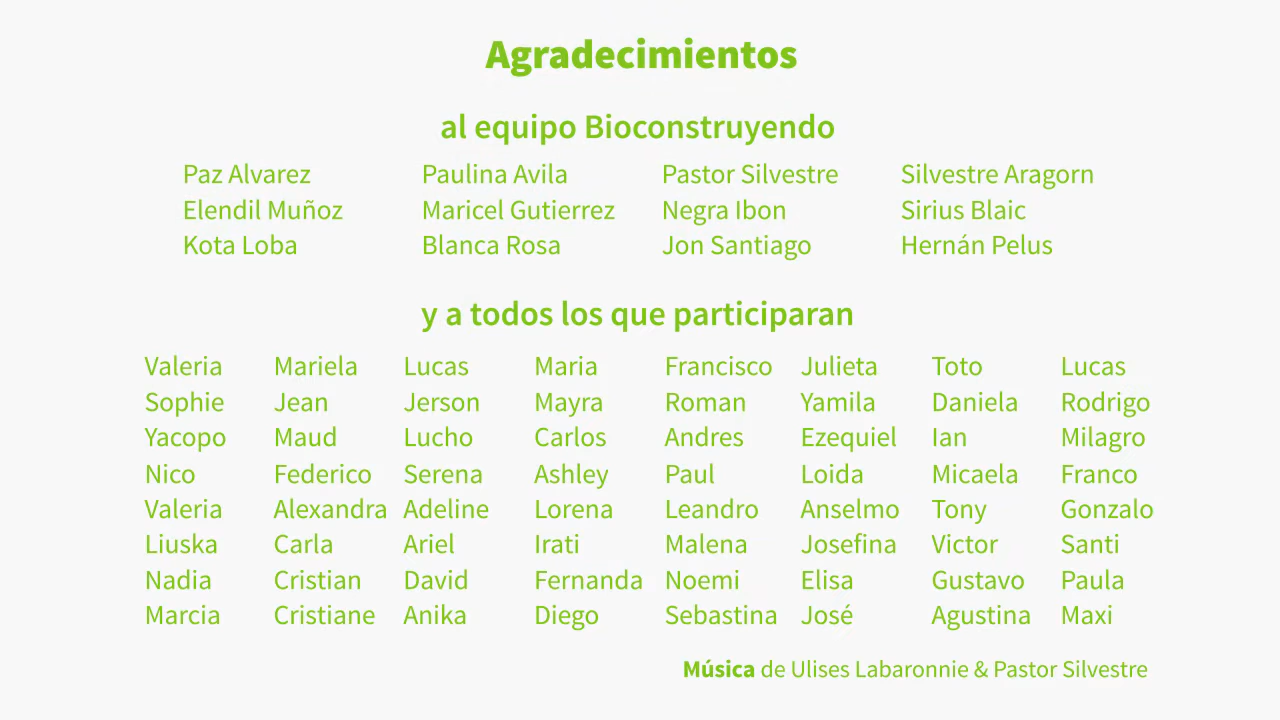 Agradecimientos
al equipo Bioconstruyendo
Paz Alvarez Paulina Avila Pastor Silvestre Silvestre Aragorn
Elendil Muñoz Maricel Gutierrez Negra Ibon Sirius Blaic
Kota Loba Blanca Rosa Jon Santiago Hernán Pelus
y a todos los que participaran
Valeria Mariela Lucas Maria Francisco Julieta Toto Lucas
Sophie Jean Jerson Mayra Roman Yamila Daniela Rodrigo
Yacopo Maud Lucho Carlos Andres Ezequiel Ian Milagro
Nico Federico Serena Ashley Paul Loida Micaela Franco
Valeria Alexandra Adeline Lorena Leandro Anselmo Tony Gonzalo
Liuska Carla Ariel Irati Malena Josefina Victor Santi
Nadia Cristian David Fernanda Noemi Elisa Gustavo Paula
Marcia Cristiane Anika Diego Sebastina José Agustina Maxi
Música de Ulises Labaronnie & Pastor Silvestre